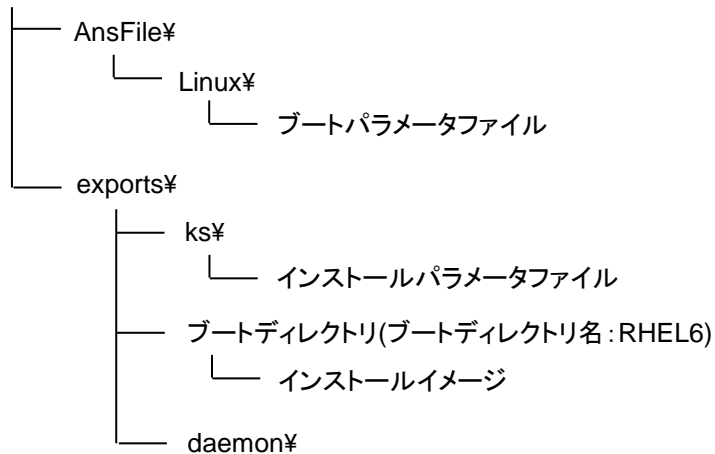 AnsFile¥
Linux¥
ブートパラメータファイル
exports¥
ks¥
インストールパラメータファイル
ブートディレクトリ(ブートディレクトリ名：RHEL6)
インストールイメージ
daemon¥